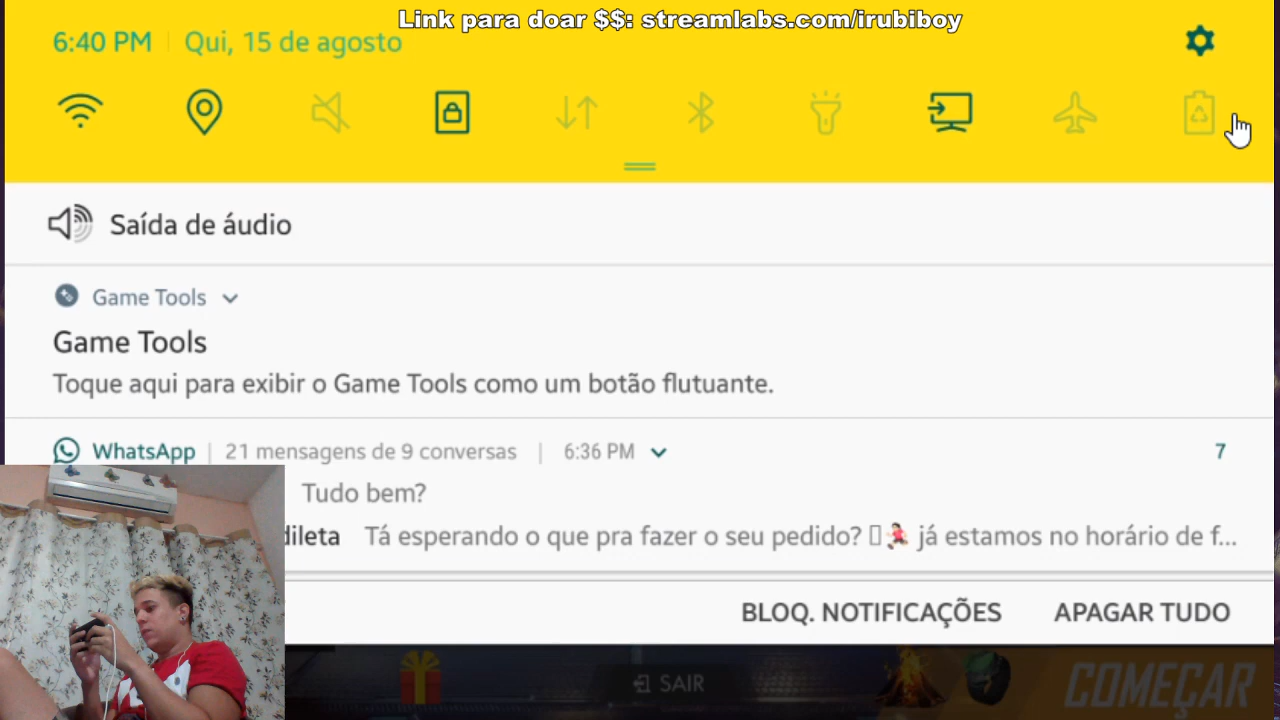 Link para doar $$: streamlabs.com/irubiboy
6:40 PM | Qui, 15 de agosto
Saída de áudio
Game Tools
Game Tools
Toque aqui para exibir o Game Tools como um botão flutuante.
WhatsApp | 21 mensagens de 9 conversas | 6:36 PM 7
Tudo bem?
dileta Tá esperando o que pra fazer o seu pedido? já estamos no horário de f...
BLOQ. NOTIFICAÇÕES APAGAR TUDO
SAIR
COMEÇAR